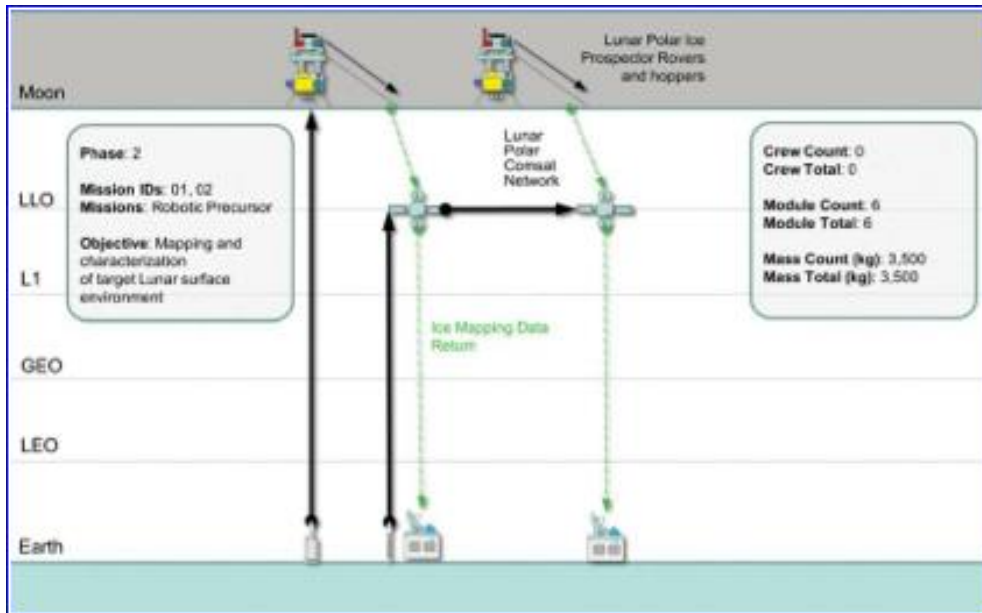 Lunar Polar Ice
Prospector Rovers
and hoppers
Moon
Phase: 2
Mission IDs: 01, 02
Missions: Robotic Precursor
Objective: Mapping and
characterization
of target Lunar surface
environment
Lunar
Polar
Comsat
Network
Crew Count: 0
Crew Total: 0
Module Count: 6
Module Total: 6
Mass Count (kg): 3,500
Mass Total (kg): 3,500
LLO
L1
Ice Mapping Data
Return
GEO
LEO
Earth